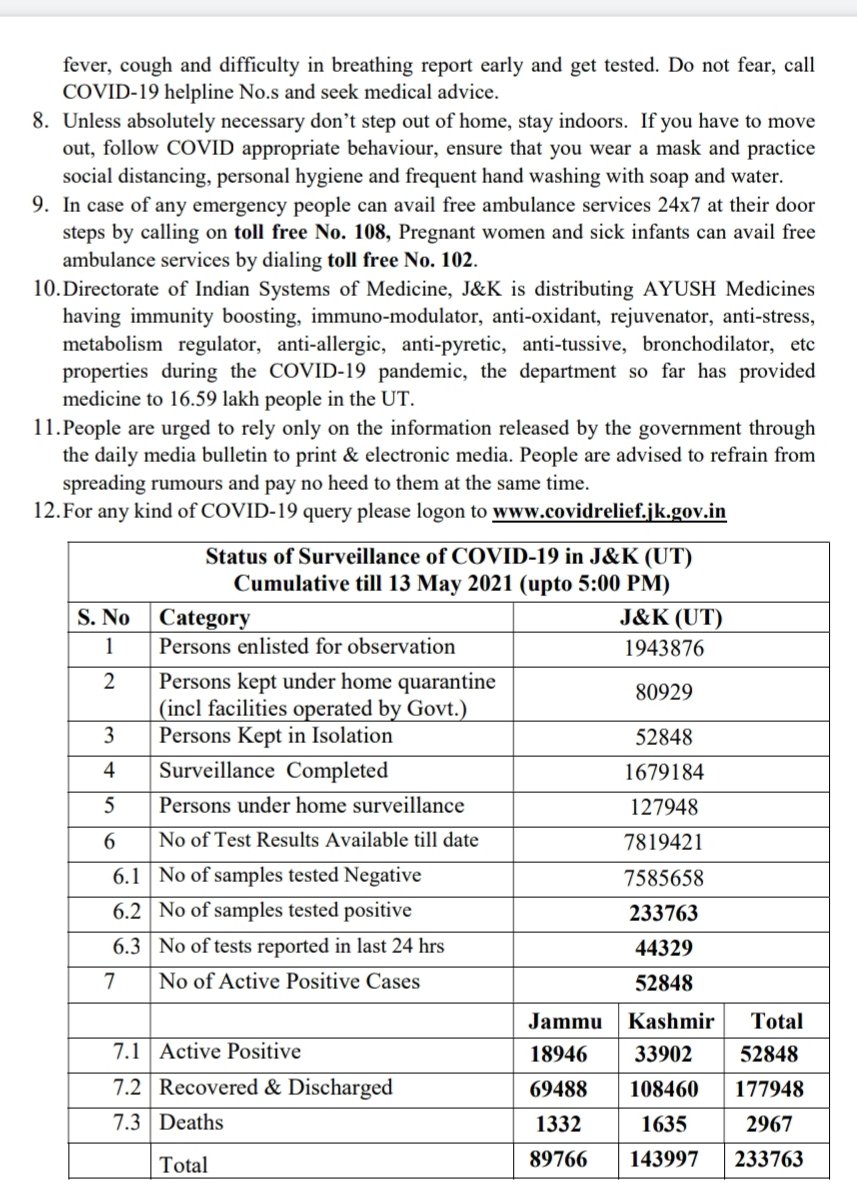 fever, cough and difficulty in breathing report early and get tested. Do not fear, call
COVID-19 helpline No.s and seek medical advice.
8. Unless absolutely necessary don’t step out of home, stay indoors. If you have to move
out, follow COVID appropriate behaviour, ensure that you wear a mask and practice
social distancing, personal hygiene and frequent hand washing with soap and water.
9. In case of any emergency people can avail free ambulance services 24x7 at their door
steps by calling on toll free No. 108, Pregnant women and sick infants can avail free
ambulance services by dialing toll free No. 102.
10.Directorate of Indian Systems of Medicine, J&K is distributing AYUSH Medicines
having immunity boosting, immuno-modulator, anti-oxidant, rejuvenator, anti-stress,
metabolism regulator, anti-allergic, anti-pyretic, anti-tussive, bronchodilator, etc
properties during the COVID-19 pandemic, the department so far has provided
medicine to 16.59 lakh people in the UT.
11.People are urged to rely only on the information released by the government through
the daily media bulletin to print & electronic media. People are advised to refrain from
spreading rumours and pay no heed to them at the same time.
12.For any kind of COVID-19 query please logon to www.covidrelief.jk.gov.in
Status of Surveillance of COVID-19 in J&K (UT)
Cumulative till 13 May 2021 (upto 5:00 PM)
S. No Category J&K (UT)
1 Persons enlisted for observation 1943876
2 Persons kept under home quarantine
(incl facilities operated by Govt.) 80929
3 Persons Kept in Isolation 52848
4 Surveillance Completed 1679184
5 Persons under home surveillance 127948
6 No of Test Results Available till date 7819421
6.1 No of samples tested Negative 7585658
6.2 No of samples tested positive 233763
6.3 No of tests reported in last 24 hrs 44329
7 No of Active Positive Cases 52848
Jammu Kashmir Total
7.1 Active Positive 18946 33902 52848
7.2 Recovered & Discharged 69488 108460 177948
7.3 Deaths 1332 1635 2967
Total 89766 143997 233763